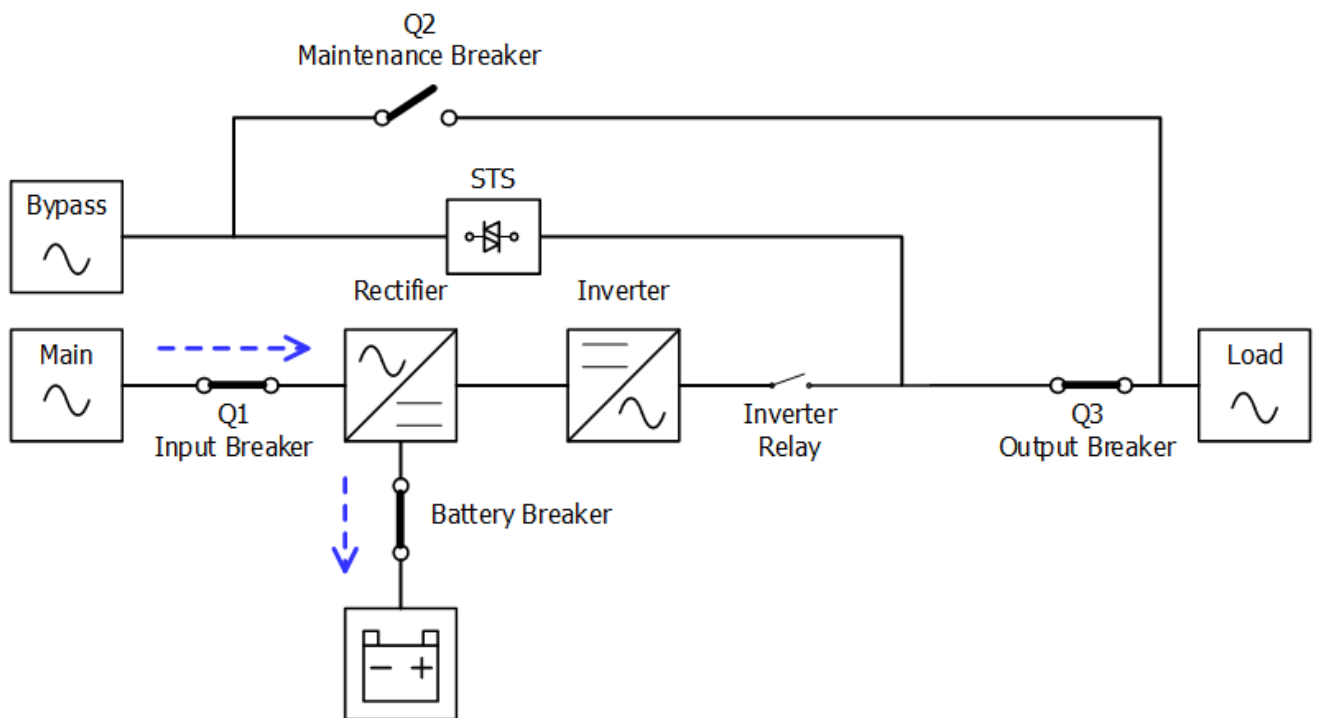 Q2
Maintenance Breaker
STS
Bypass
Rectifier
Inverter
Main
Load
Q1
Input Breaker
Inverter
Relay
Q3
Output Breaker
Battery Breaker